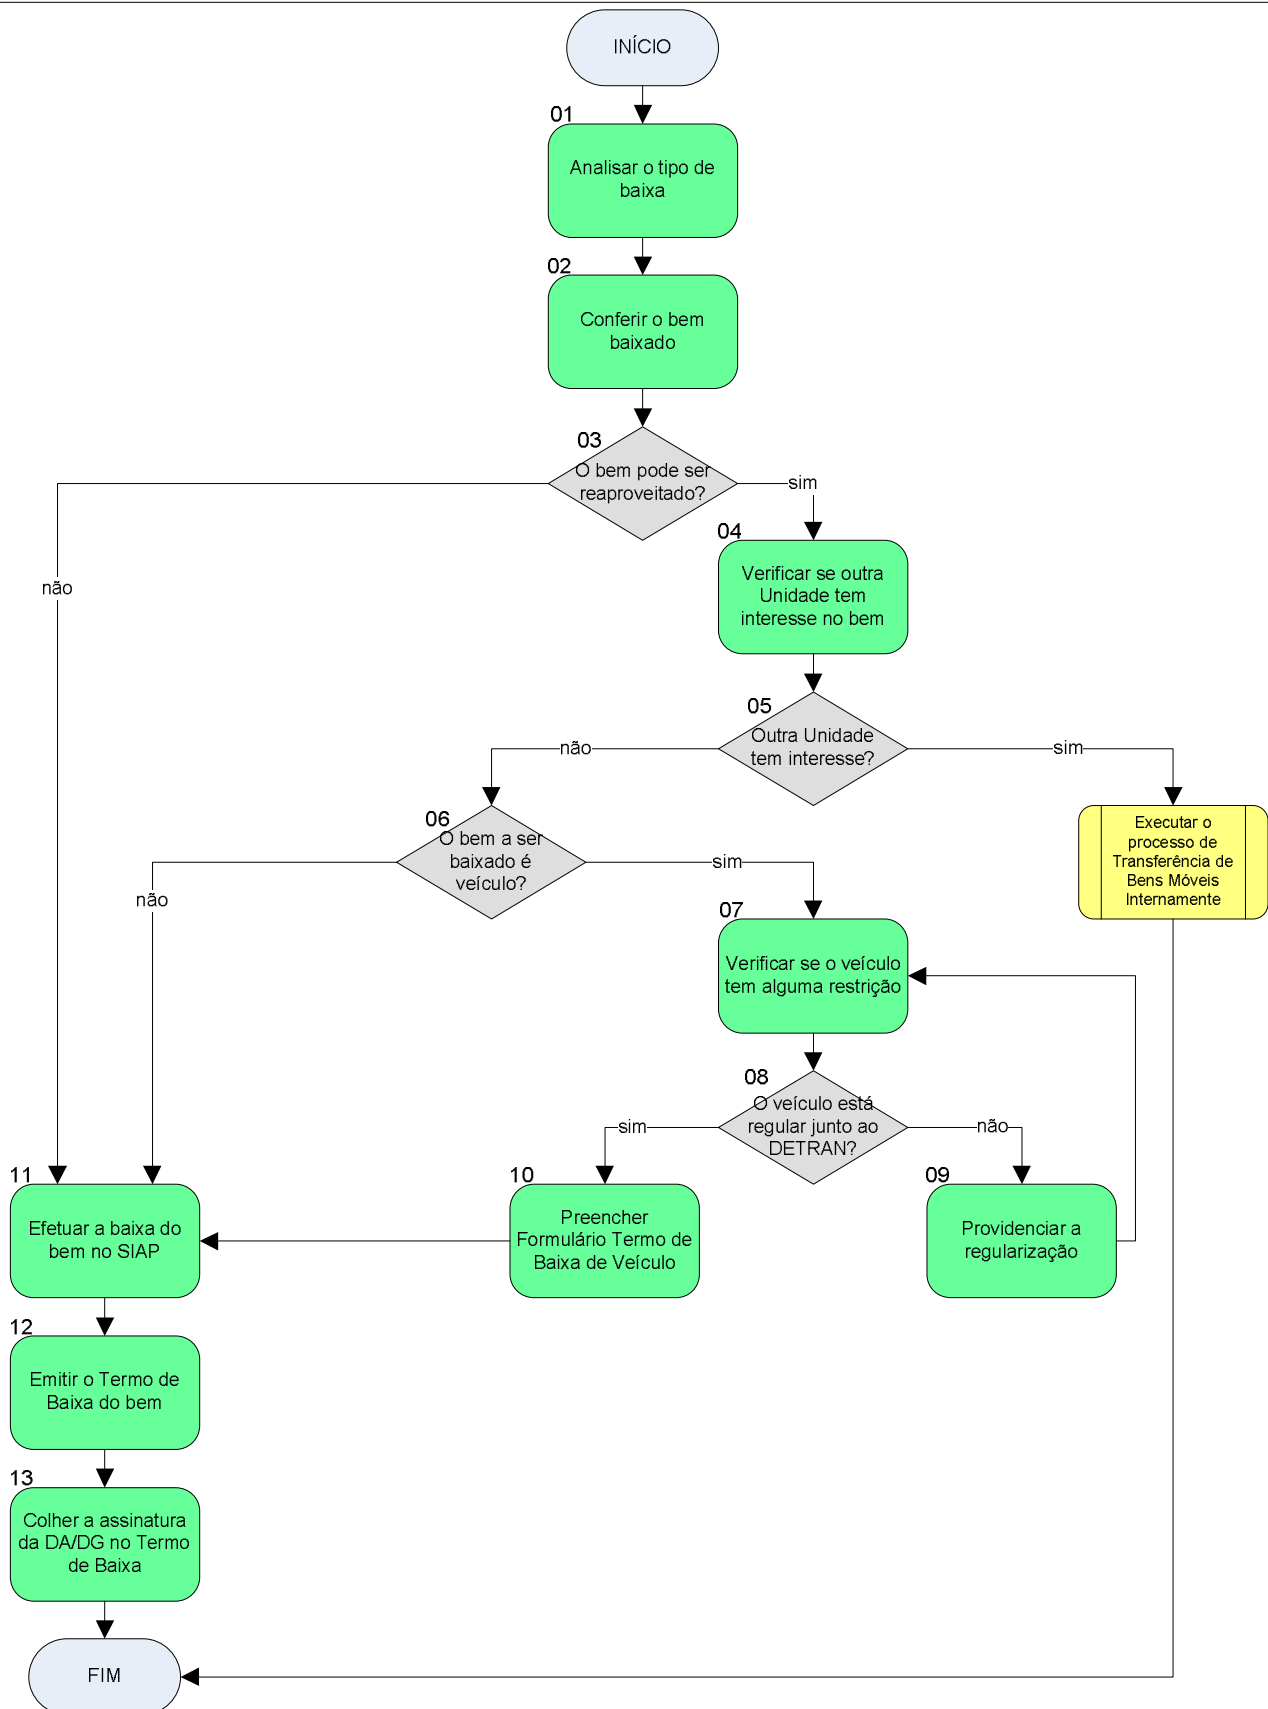 INÍCIO
01
Analisar o tipo de
baixa
02
Conferir o bem
baixado
03
O bem pode ser
reaproveitado?
sim
não
04
Verificar se outra
Unidade tem
interesse no bem
05
Outra Unidade
tem interesse?
não
sim
06
O bem a ser
baixado é
veículo?
sim
não
Executar o
processo de
Transferência de
Bens Móveis
Internamente
07
Verificar se o veículo
tem alguma restrição
08
O veículo está
regular junto ao
DETRAN?
sim
não
11
Efetuar a baixa do
bem no SIAP
10
Preencher
Formulário Termo de
Baixa de Veículo
09
Providenciar a
regularização
12
Emitir o Termo de
Baixa do bem
13
Colher a assinatura
da DA/DG no Termo
de Baixa
FIM